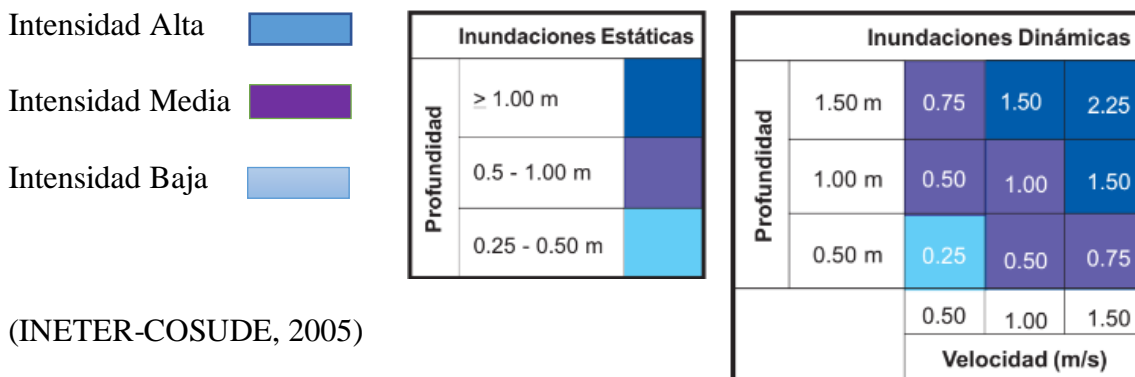 Intensidad Alta
Intensidad Media
Intensidad Baja
(INETER-COSUDE, 2005)
Inundaciones Estáticas
Profundidad
≥ 1.00 m
0.5 - 1.00 m
0.25 - 0.50 m
Inundaciones Dinámicas
Profundidad
1.50 m 0.75 1.50 2.25
1.00 m 0.50 1.00 1.50
0.50 m 0.25 0.50 0.75
0.50 1.00 1.50
Velocidad (m/s)